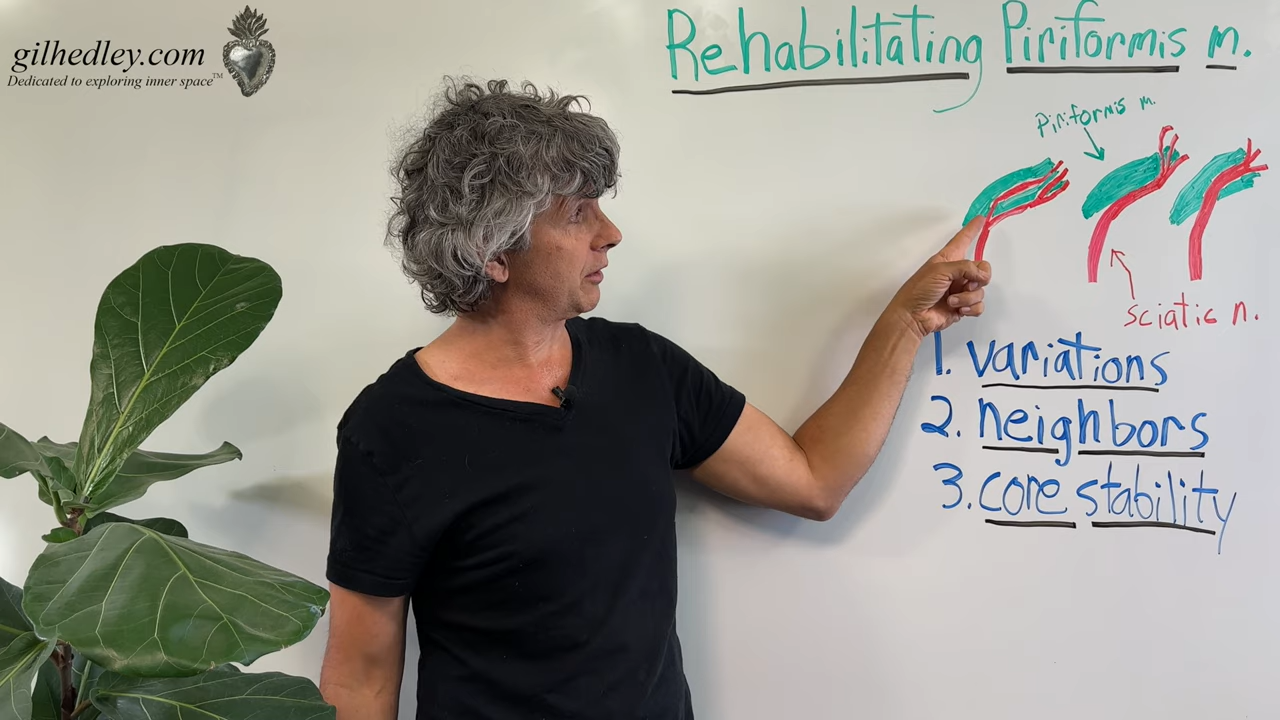 gilhedley.com
Dedicated to exploring inner space™
Rehabilitating Piriformis m.
Piriformis m.
sciatic n.
1. variations
2. neighbors
3. core stability